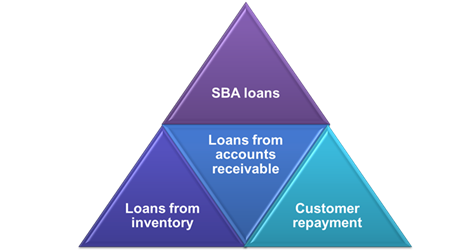 SBA loans
Loans from
accounts
receivable
Loans from
inventory
Customer
repayment